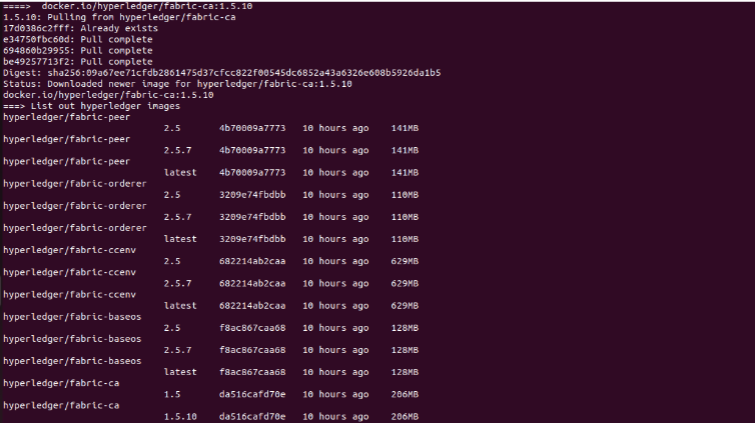 ====>  docker.io/hyperledger/fabric-ca:1.5.10
1.5.10: Pulling from hyperledger/fabric-ca
17d0386c2fff: Already exists
e34750fbc60d: Pull complete
694860b29955: Pull complete
be49257713f2: Pull complete
Digest: sha256:09a67ee71cfdb2861475d37cfcc822f00545dc6852a43a6326e608b5926da1b5
Status: Downloaded newer image for hyperledger/fabric-ca:1.5.10
docker.io/hyperledger/fabric-ca:1.5.10
===> List out hyperledger images
hyperledger/fabric-peer
2.5 4b70009a7773 10 hours ago 141MB
hyperledger/fabric-peer
2.5.7 4b70009a7773 10 hours ago 141MB
hyperledger/fabric-peer
latest 4b70009a7773 10 hours ago 141MB
hyperledger/fabric-orderer
2.5 3209e74fbdbb 10 hours ago 110MB
hyperledger/fabric-orderer
2.5.7 3209e74fbdbb 10 hours ago 110MB
hyperledger/fabric-orderer
latest 3209e74fbdbb 10 hours ago 110MB
hyperledger/fabric-ccenv
2.5 682214ab2caa 10 hours ago 629MB
hyperledger/fabric-ccenv
2.5.7 682214ab2caa 10 hours ago 629MB
hyperledger/fabric-ccenv
latest 682214ab2caa 10 hours ago 629MB
hyperledger/fabric-baseos
2.5 f8ac867caa68 10 hours ago 128MB
hyperledger/fabric-baseos
2.5.7 f8ac867caa68 10 hours ago 128MB
hyperledger/fabric-baseos
latest f8ac867caa68 10 hours ago 128MB
hyperledger/fabric-ca
1.5 da516cafd70e 10 hours ago 206MB
hyperledger/fabric-ca
1.5.10 da516cafd70e 10 hours ago 206MB